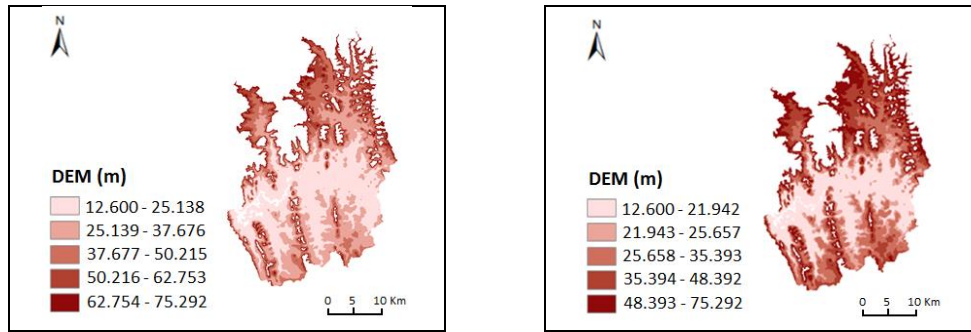 N
DEM (m)
12.600 - 25.138
25.139 - 37.676
37.677 - 50.215
50.216 - 62.753
62.754 - 75.292
0 5 10 Km
N
DEM (m)
12.600 - 21.942
21.943 - 25.657
25.658 - 35.393
35.394 - 48.392
48.393 - 75.292
0 5 10 Km